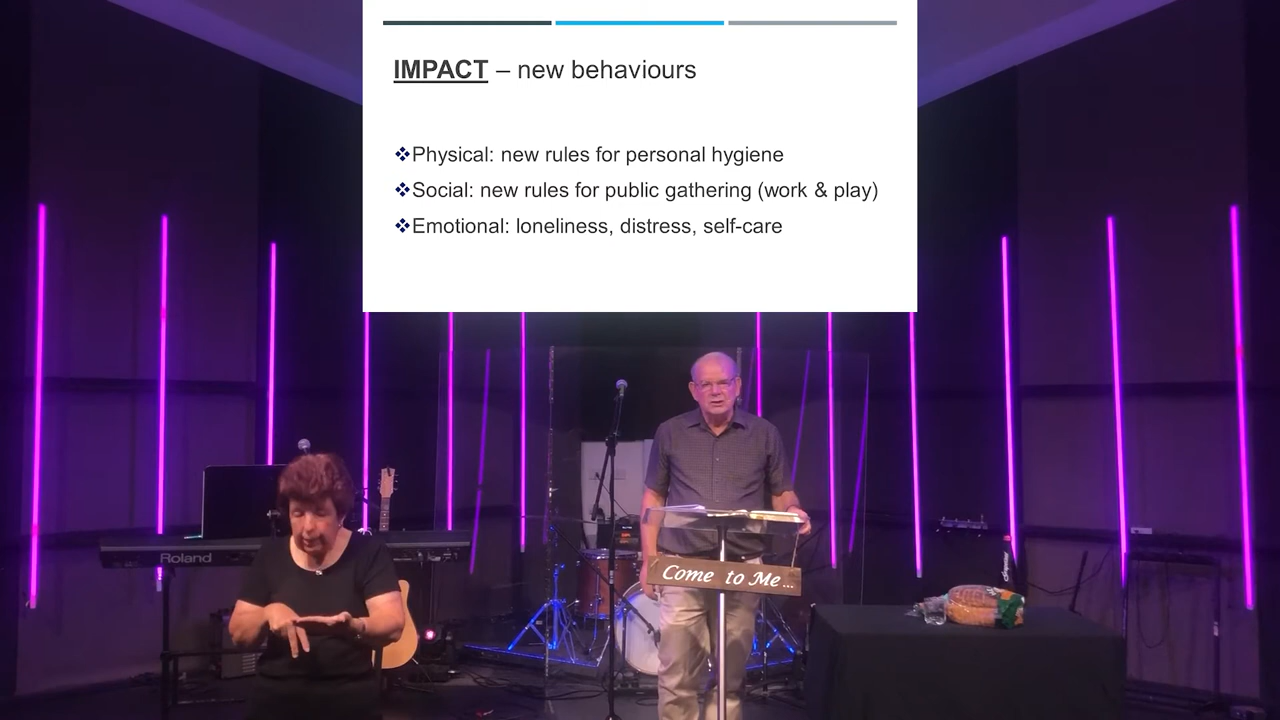 IMPACT – new behaviours
❖Physical: new rules for personal hygiene
❖Social: new rules for public gathering (work & play)
❖Emotional: loneliness, distress, self-care
Roland
Come to Me...